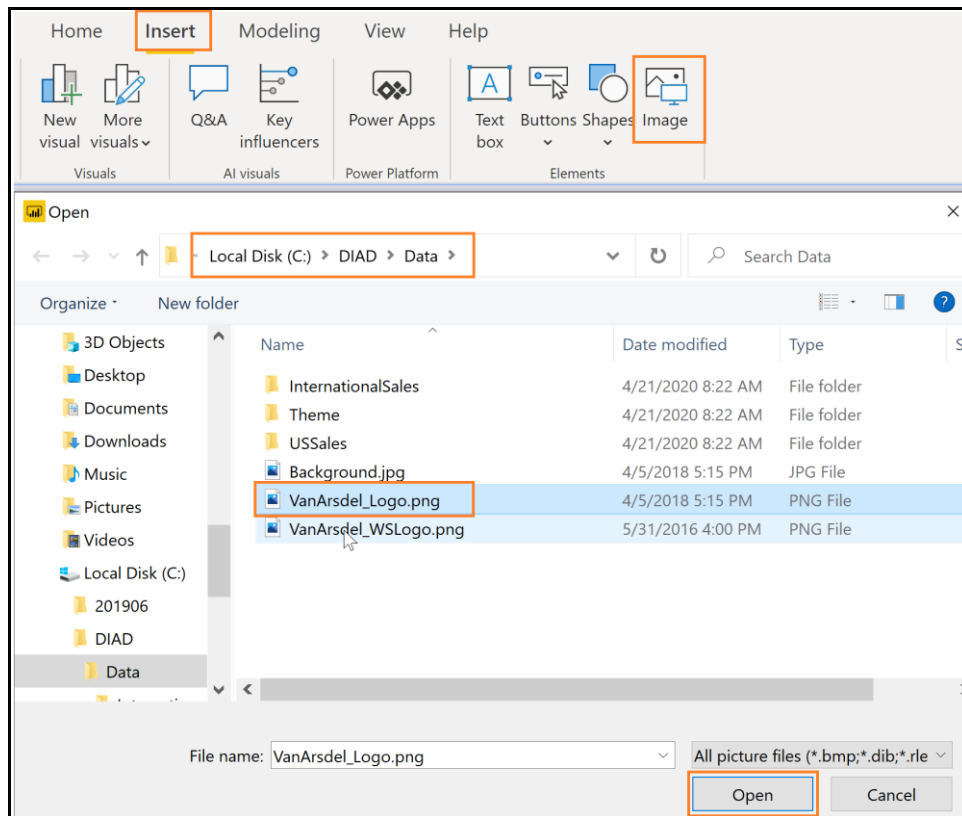 Home Insert Modeling View Help
New visual
More visuals
Q&A
Key influencers
Power Apps
Text box
Buttons
Shapes
Image
Visuals AI visuals Power Platform Elements
Open
Local Disk (C:) > DIAD > Data >
Search Data
Organize New folder
Name Date modified Type S
3D Objects
Desktop
Documents
Downloads
Music
Pictures
Videos
Local Disk (C:)
201906
DIAD
Data
InternationalSales 4/21/2020 8:22 AM File folder
Theme 4/21/2020 8:22 AM File folder
USSales 4/21/2020 8:22 AM File folder
Background.jpg 4/5/2018 5:15 PM JPG File
VanArsdel_Logo.png 4/5/2018 5:15 PM PNG File
VanArsdel_WSLogo.png 5/31/2016 4:00 PM PNG File
File name: VanArsdel_Logo.png All picture files (*.bmp;*.dib;*.rle
Open Cancel